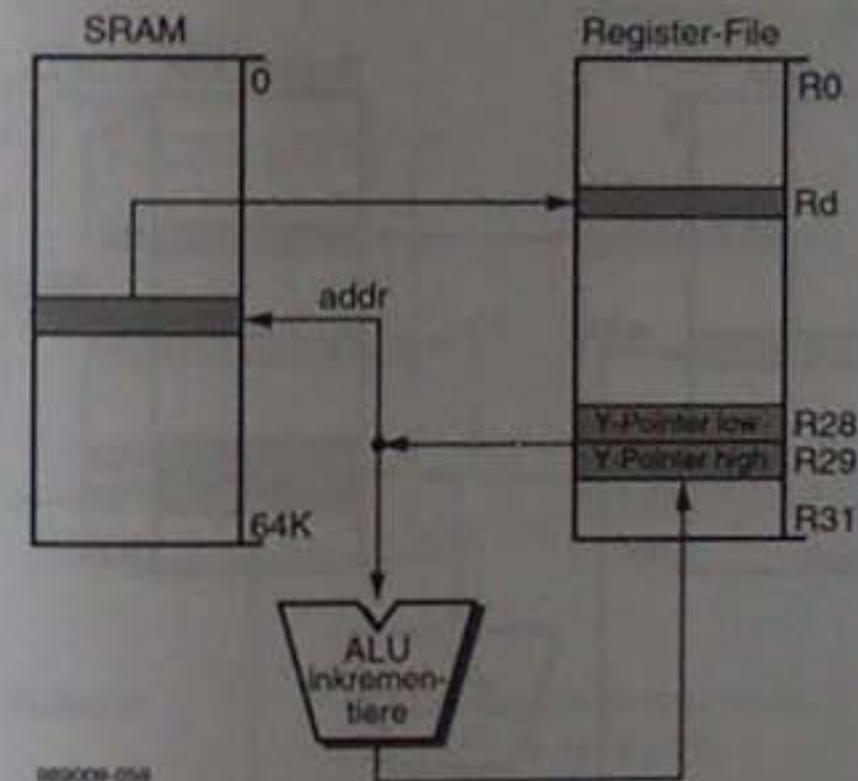 SRAM
Register-File
0
R0
Rd
addr
Y-Pointer low
R28
Y-Pointer high
R29
64K
R31
ALU
inkremen-
tiere